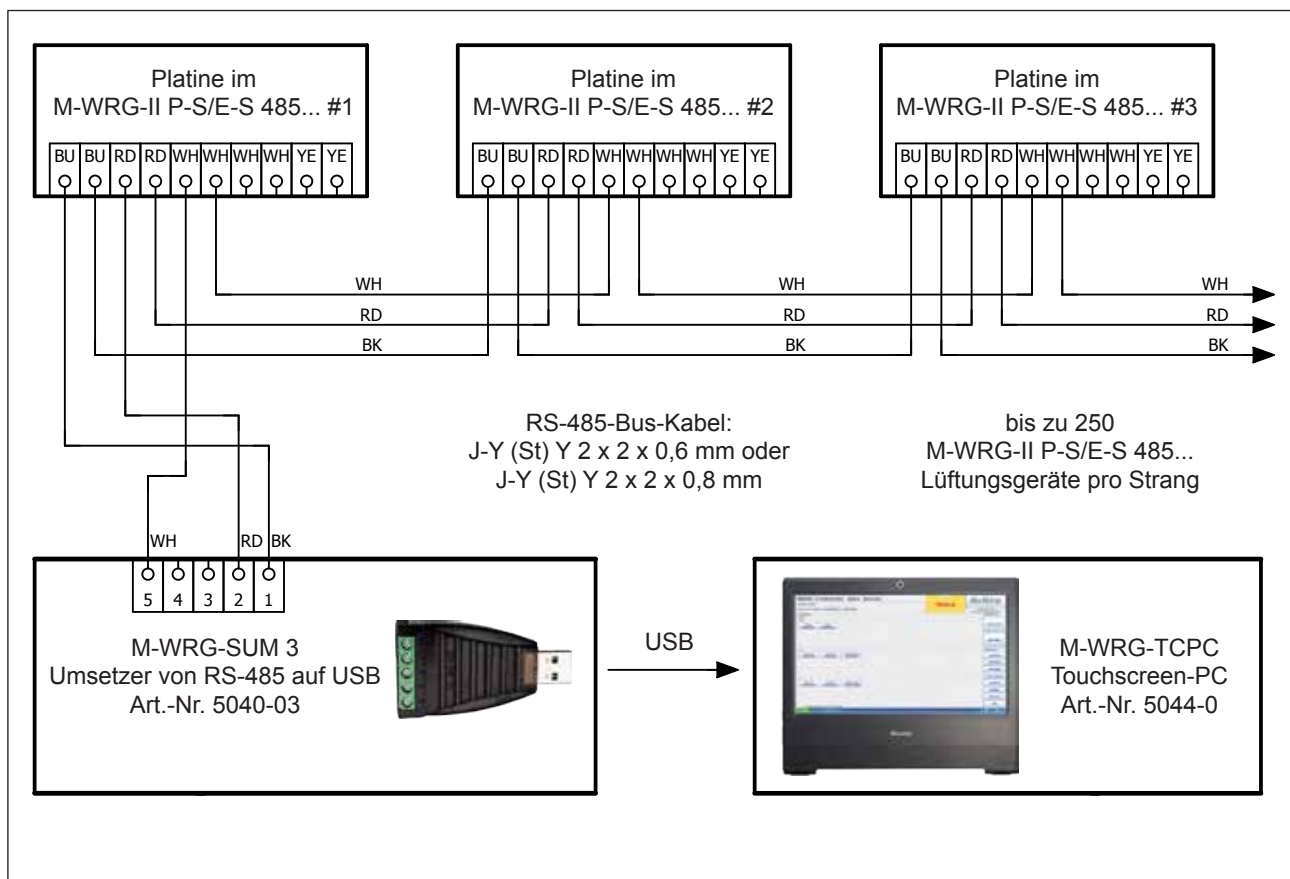 Platine im
M-WRG-II P-S/E-S 485... #1
BU BU RD RD WH WH WH WH YE YE
Platine im
M-WRG-II P-S/E-S 485... #2
BU BU RD RD WH WH WH WH YE YE
Platine im
M-WRG-II P-S/E-S 485... #3
BU BU RD RD WH WH WH WH YE YE
WH WH WH
RD RD RD
BK BK BK
RS-485-Bus-Kabel:
J-Y (St) Y 2 x 2 x 0,6 mm oder
J-Y (St) Y 2 x 2 x 0,8 mm
bis zu 250
M-WRG-II P-S/E-S 485...
Lüftungsgeräte pro Strang
WH RD BK
5 4 3 2 1
M-WRG-SUM 3
Umsetzer von RS-485 auf USB
Art.-Nr. 5040-03
USB
M-WRG-TCPC
Touchscreen-PC
Art.-Nr. 5044-0